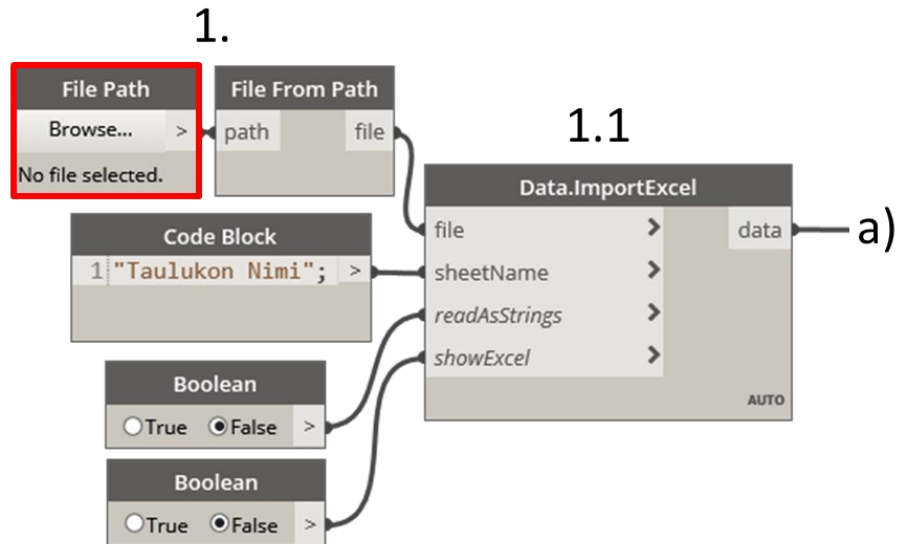 1.
File Path
Browse... >
No file selected.
File From Path
path file
1.1
Data.ImportExcel
file > data
sheetName >
readAsStrings >
showExcel >
AUTO
a)
Code Block
1 "Taulukon Nimi"; >
Boolean
True False >
Boolean
True False >